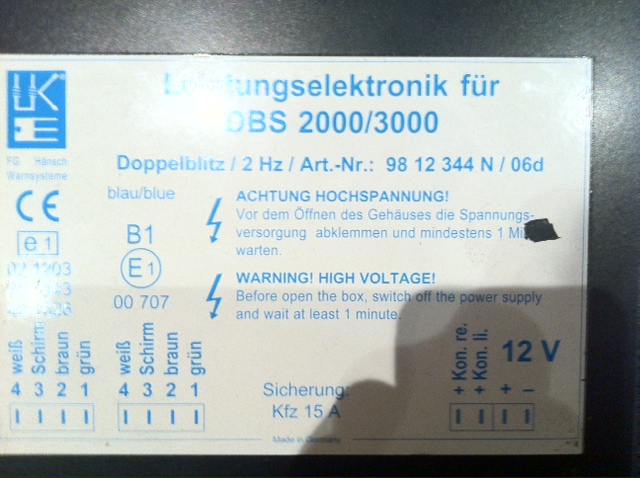 für
DBS 2000/3000
Doppelblitz / 2 Hz / Art.-Nr.: 98 12 344 N / 06d
FG Hänsch
Warnsysteme
CE
e 1
blau/blue
B1
E1
00 707
ACHTUNG HOCHSPANNUNG!
Vor dem Öffnen des Gehäuses die Spannungs-
versorgung abklemmen und mindestens 1
warten.
WARNING! HIGH VOLTAGE!
Before open the box, switch off the power supply
and wait at least 1 minute.
weiß Schirm braun grün
4 3 2 1
weiß Schirm braun grün
4 3 2 1
Sicherung:
Kfz 15 A
+ Kon. re. + Kon. li. + –
12 V
Made in Germany